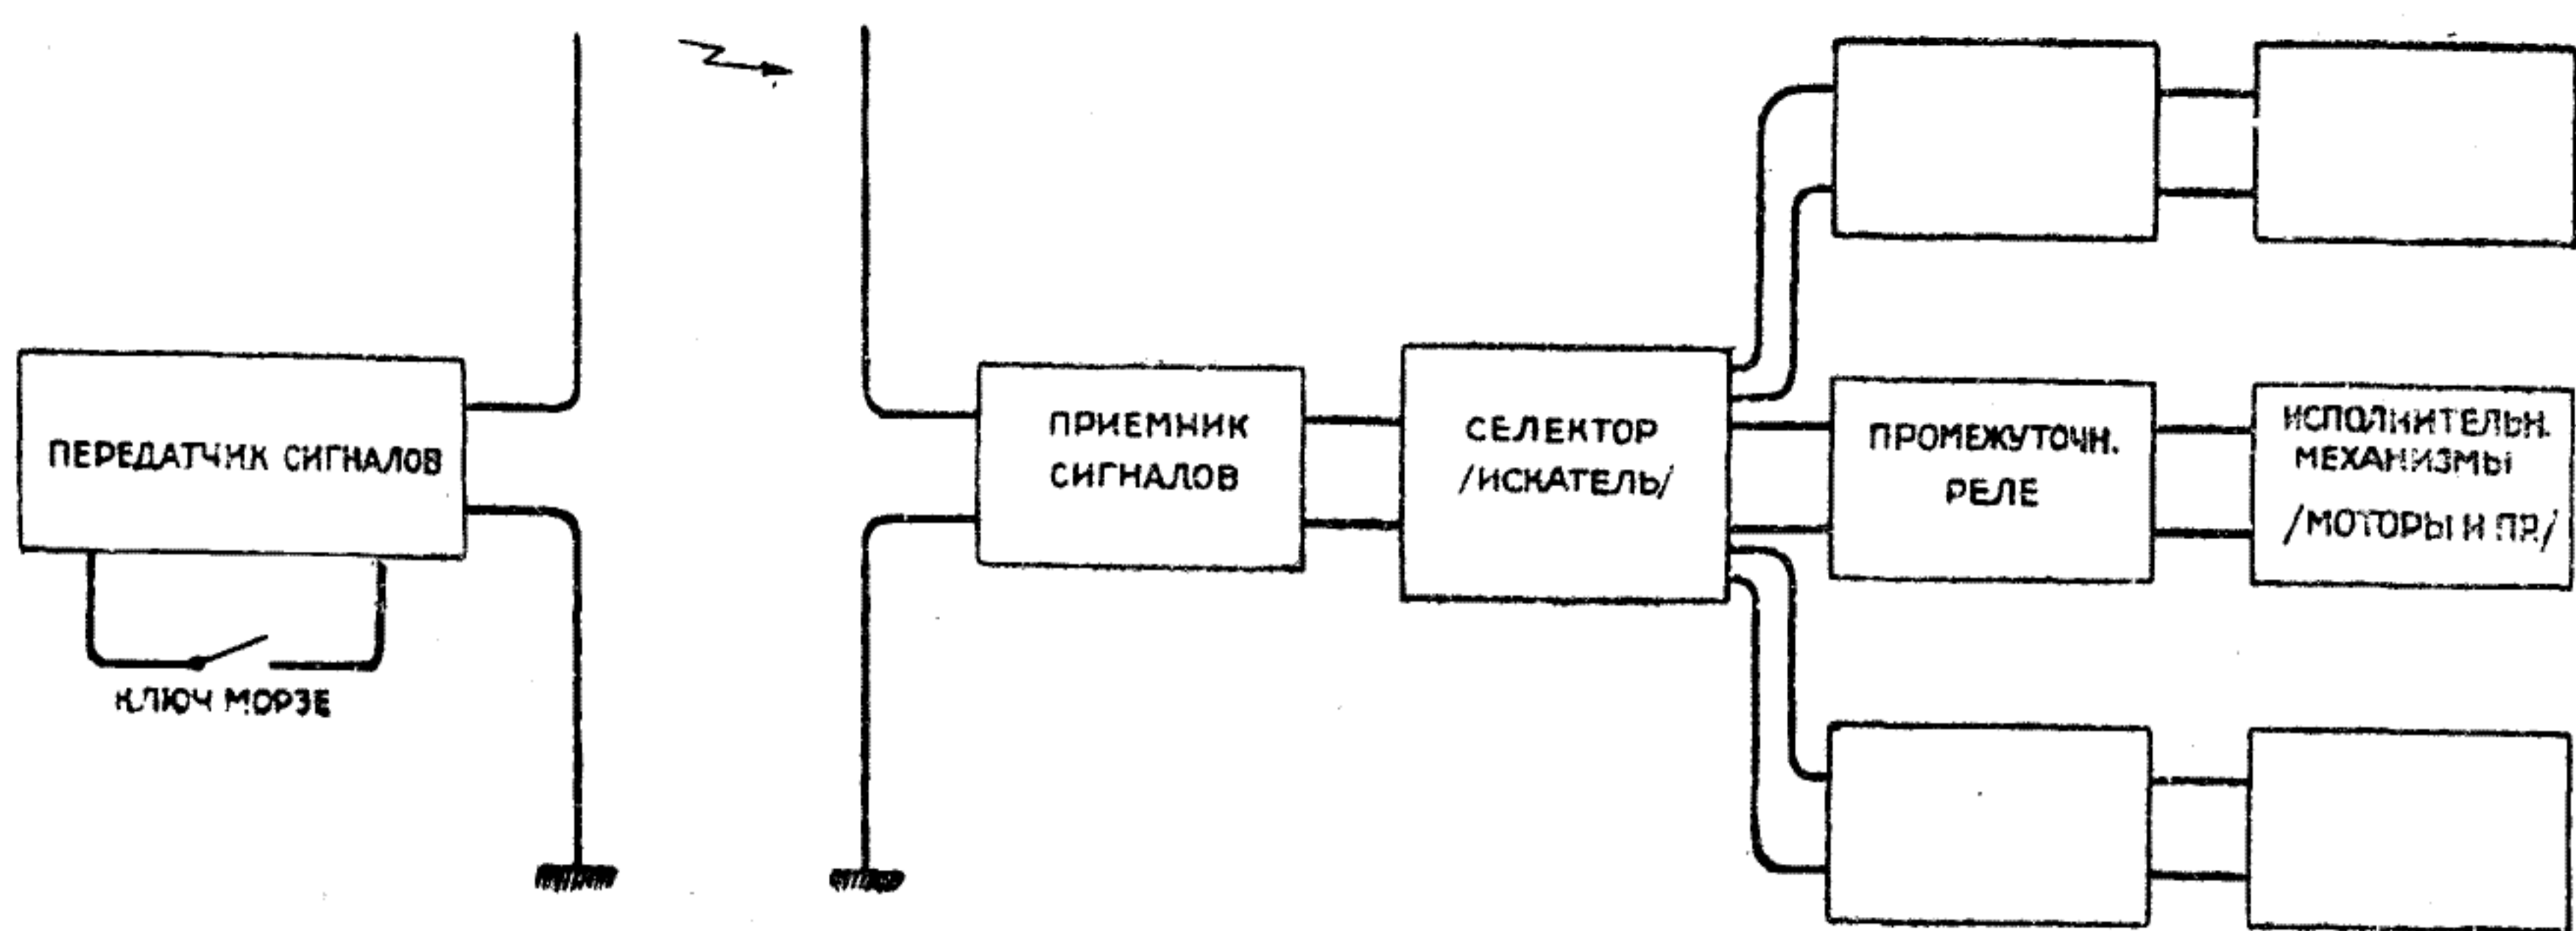 ПЕРЕДАТЧИК СИГНАЛОВ
КЛЮЧ МОРЗЕ
ПРИЕМНИК
СИГНАЛОВ
СЕЛЕКТОР
/ИСКАТЕЛЬ/
ПРОМЕЖУТОЧН.
РЕЛЕ
ИСПОЛНИТЕЛЬН.
МЕХАНИЗМЫ
/МОТОРЫ И ПР./